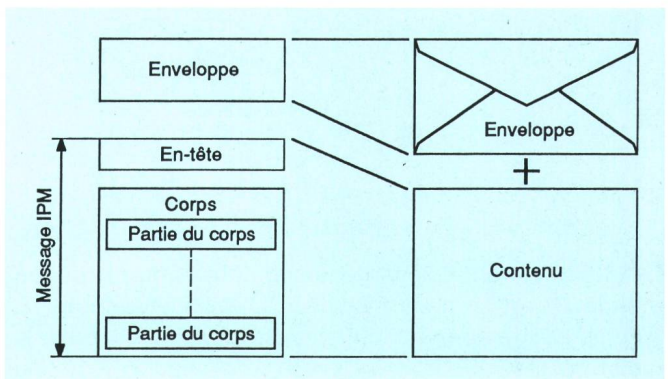 Enveloppe
En-tête
Message IPM
Corps
Partie du corps
Partie du corps
Enveloppe
+
Contenu